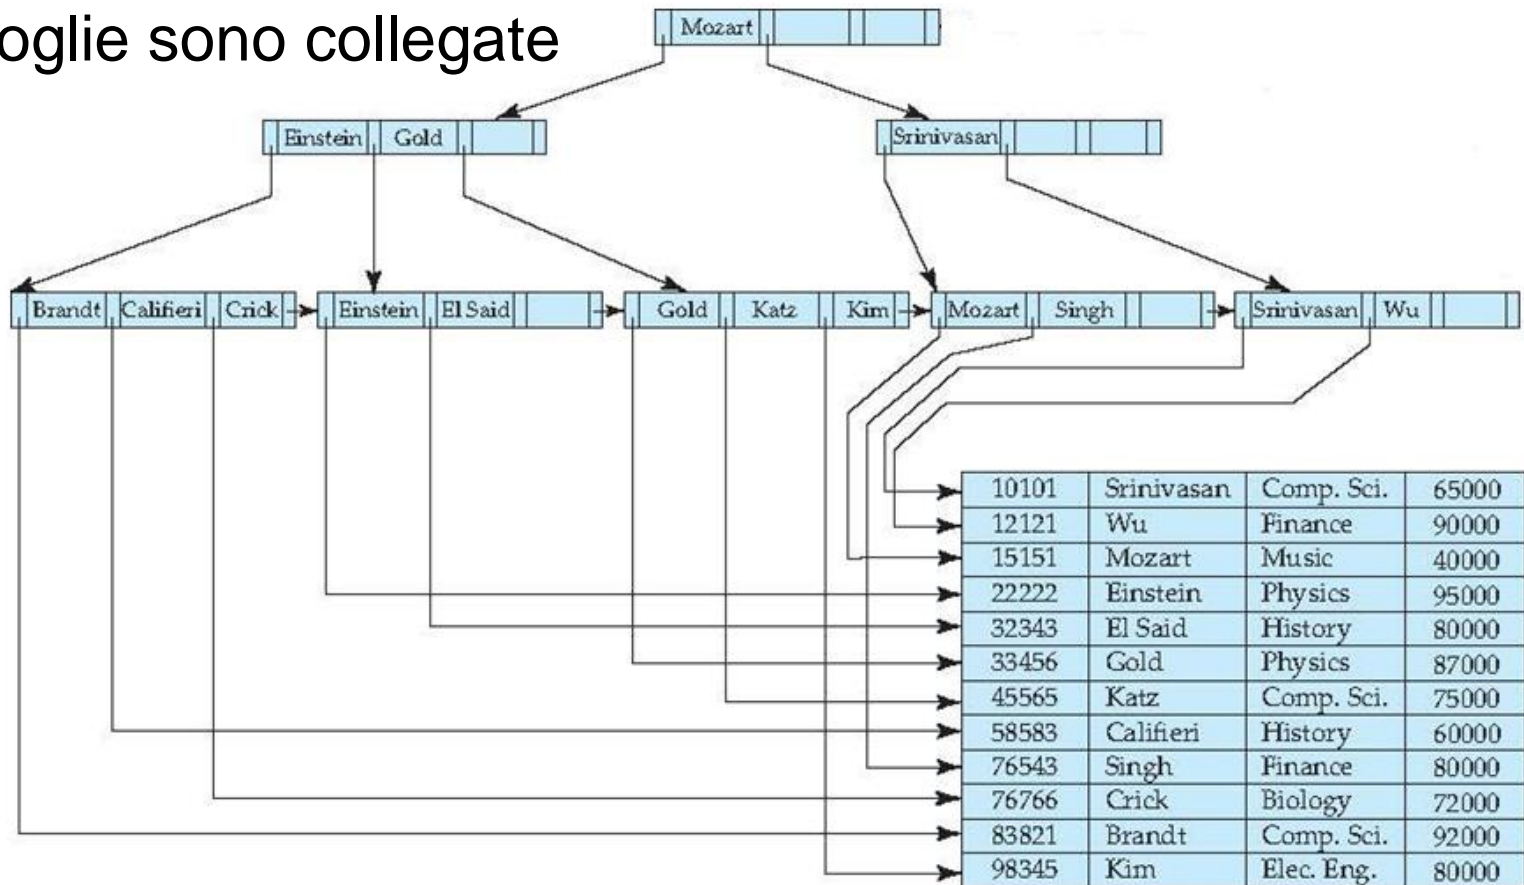 oglie sono collegate
Mozart
Einstein Gold
Srinivasan
Brandt Califieri Crick
Einstein El Said
Gold Katz Kim
Mozart Singh
Srinivasan Wu
10101 Srinivasan Comp. Sci. 65000
12121 Wu Finance 90000
15151 Mozart Music 40000
22222 Einstein Physics 95000
32343 El Said History 80000
33456 Gold Physics 87000
45565 Katz Comp. Sci. 75000
58583 Califieri History 60000
76543 Singh Finance 80000
76766 Crick Biology 72000
83821 Brandt Comp. Sci. 92000
98345 Kim Elec. Eng. 80000